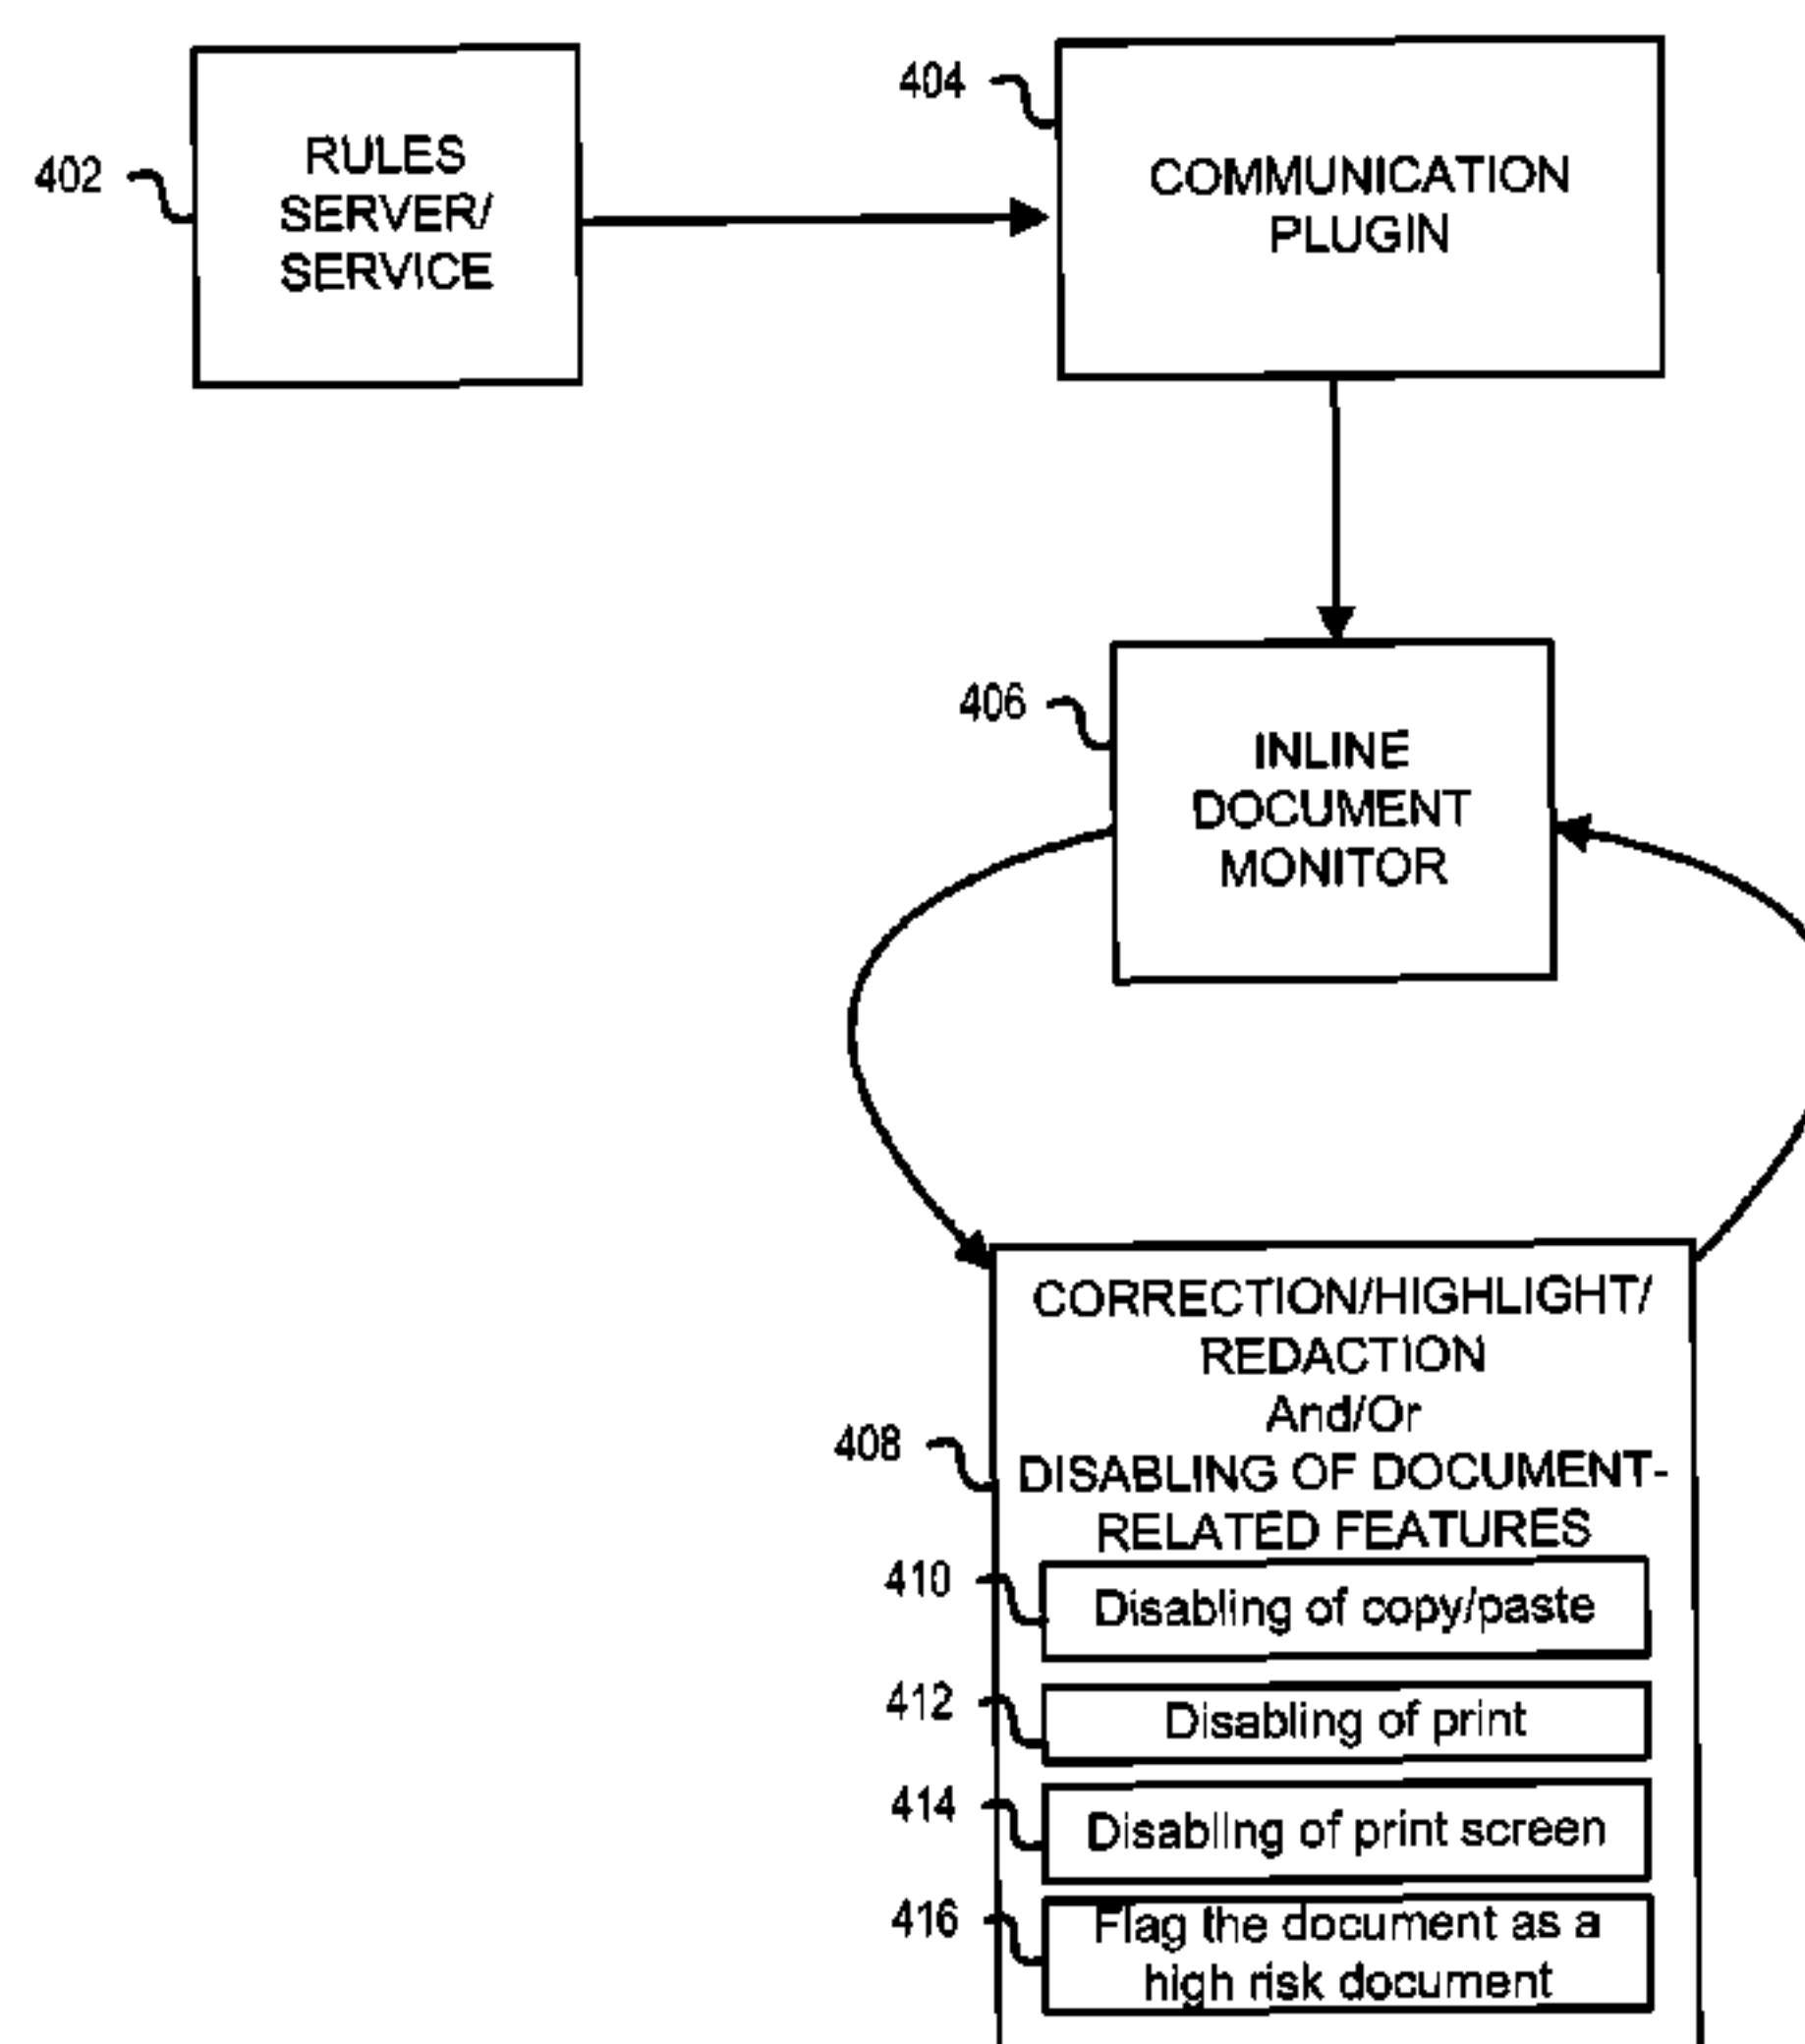 402
RULES
SERVER/
SERVICE
404
COMMUNICATION
PLUGIN
406
INLINE
DOCUMENT
MONITOR
408
CORRECTION/HIGHLIGHT/
REDACTION
And/Or
DISABLING OF DOCUMENT-
RELATED FEATURES
410
Disabling of copy/paste
412
Disabling of print
414
Disabling of print screen
416
Flag the document as a
high risk document